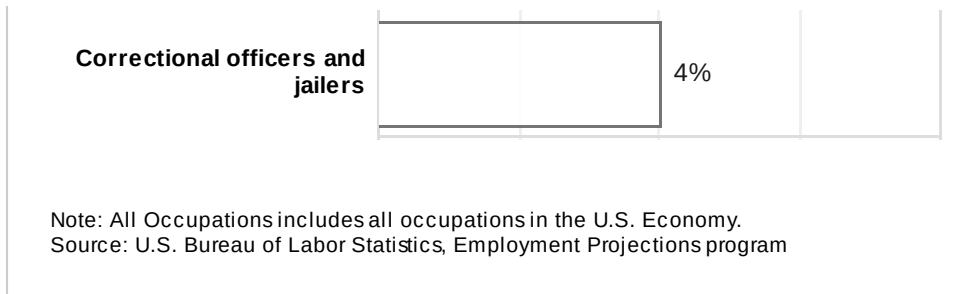 Correctional officers and
jailers
4%
Note: All Occupations includes all occupations in the U.S. Economy.
Source: U.S. Bureau of Labor Statistics, Employment Projections program